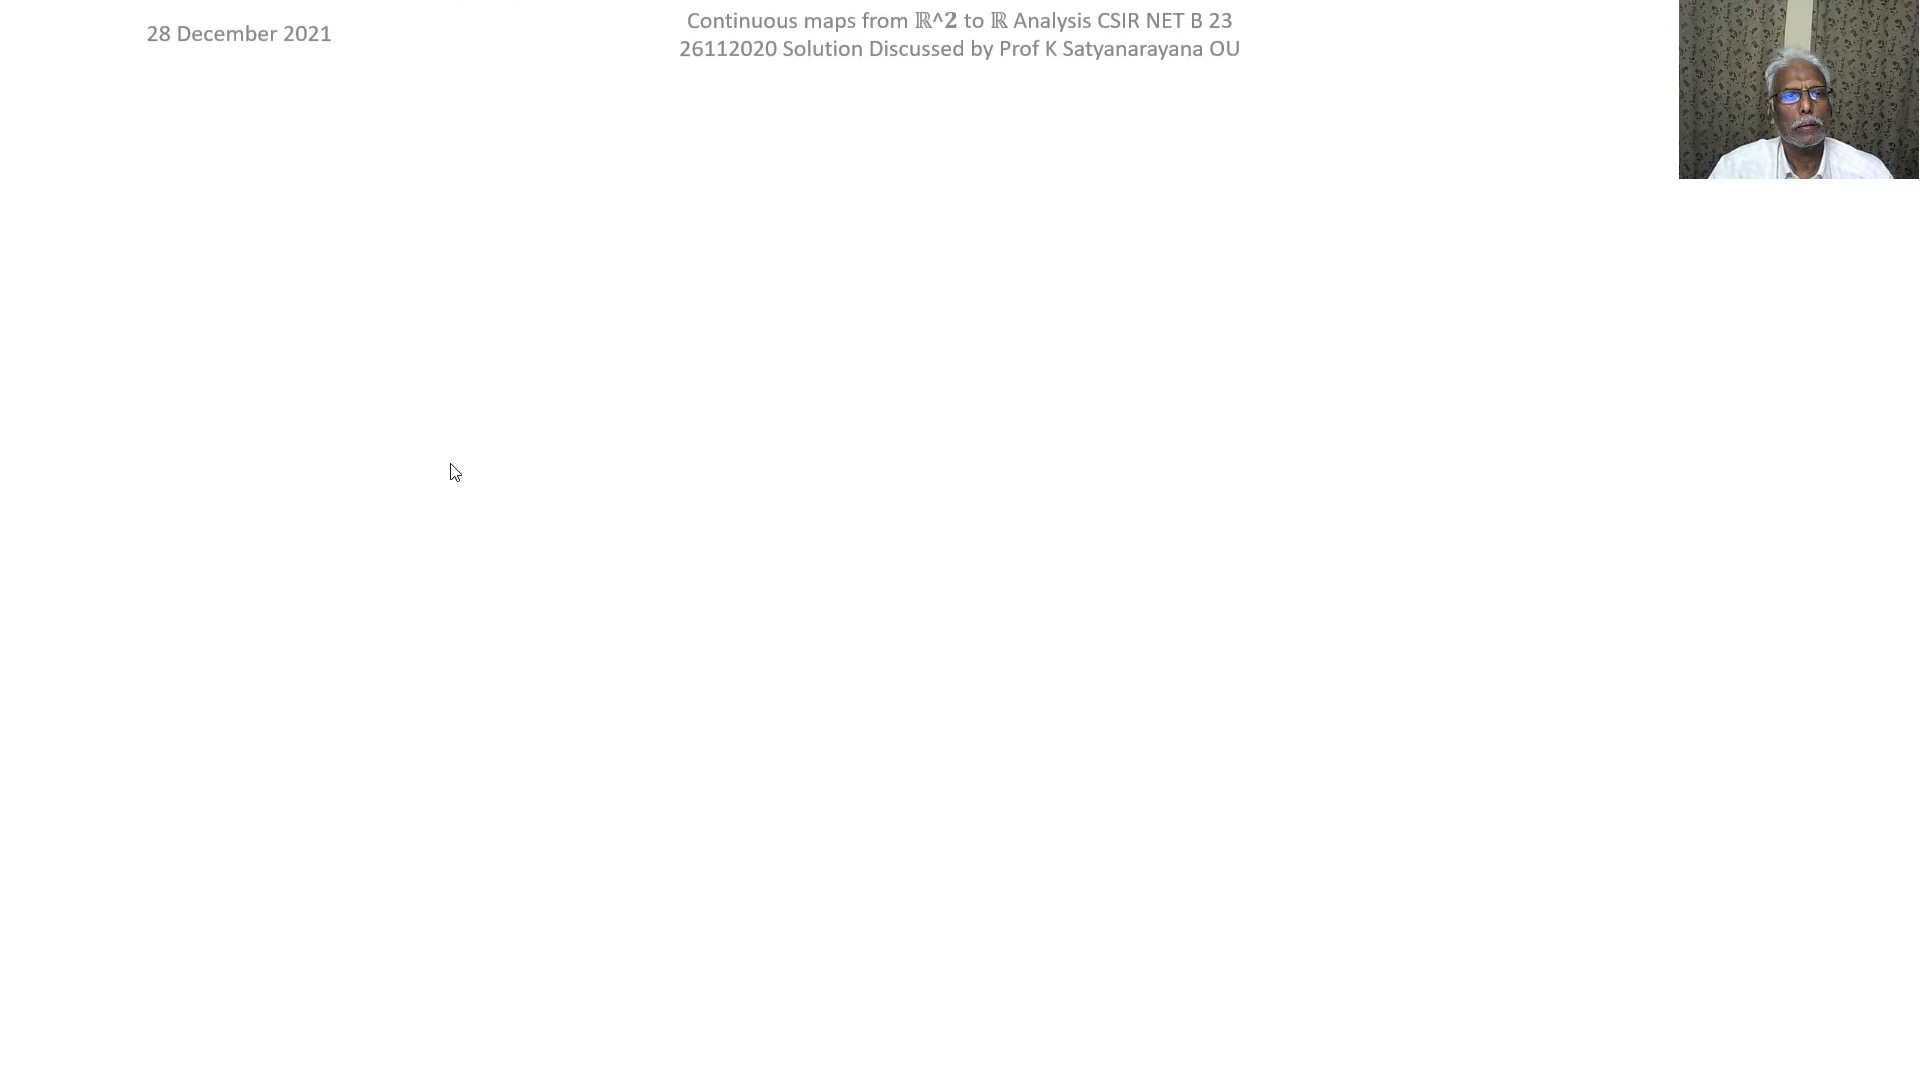 28 December 2021
Continuous maps from ℝ^𝟐 to ℝ Analysis CSIR NET B 23
26112020 Solution Discussed by Prof K Satyanarayana OU